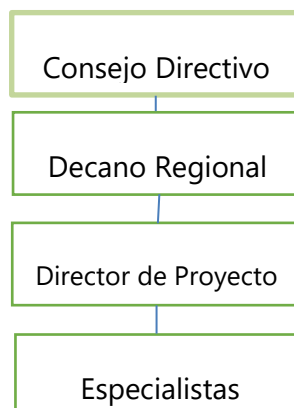 Consejo Directivo
Decano Regional
Director de Proyecto
Especialistas